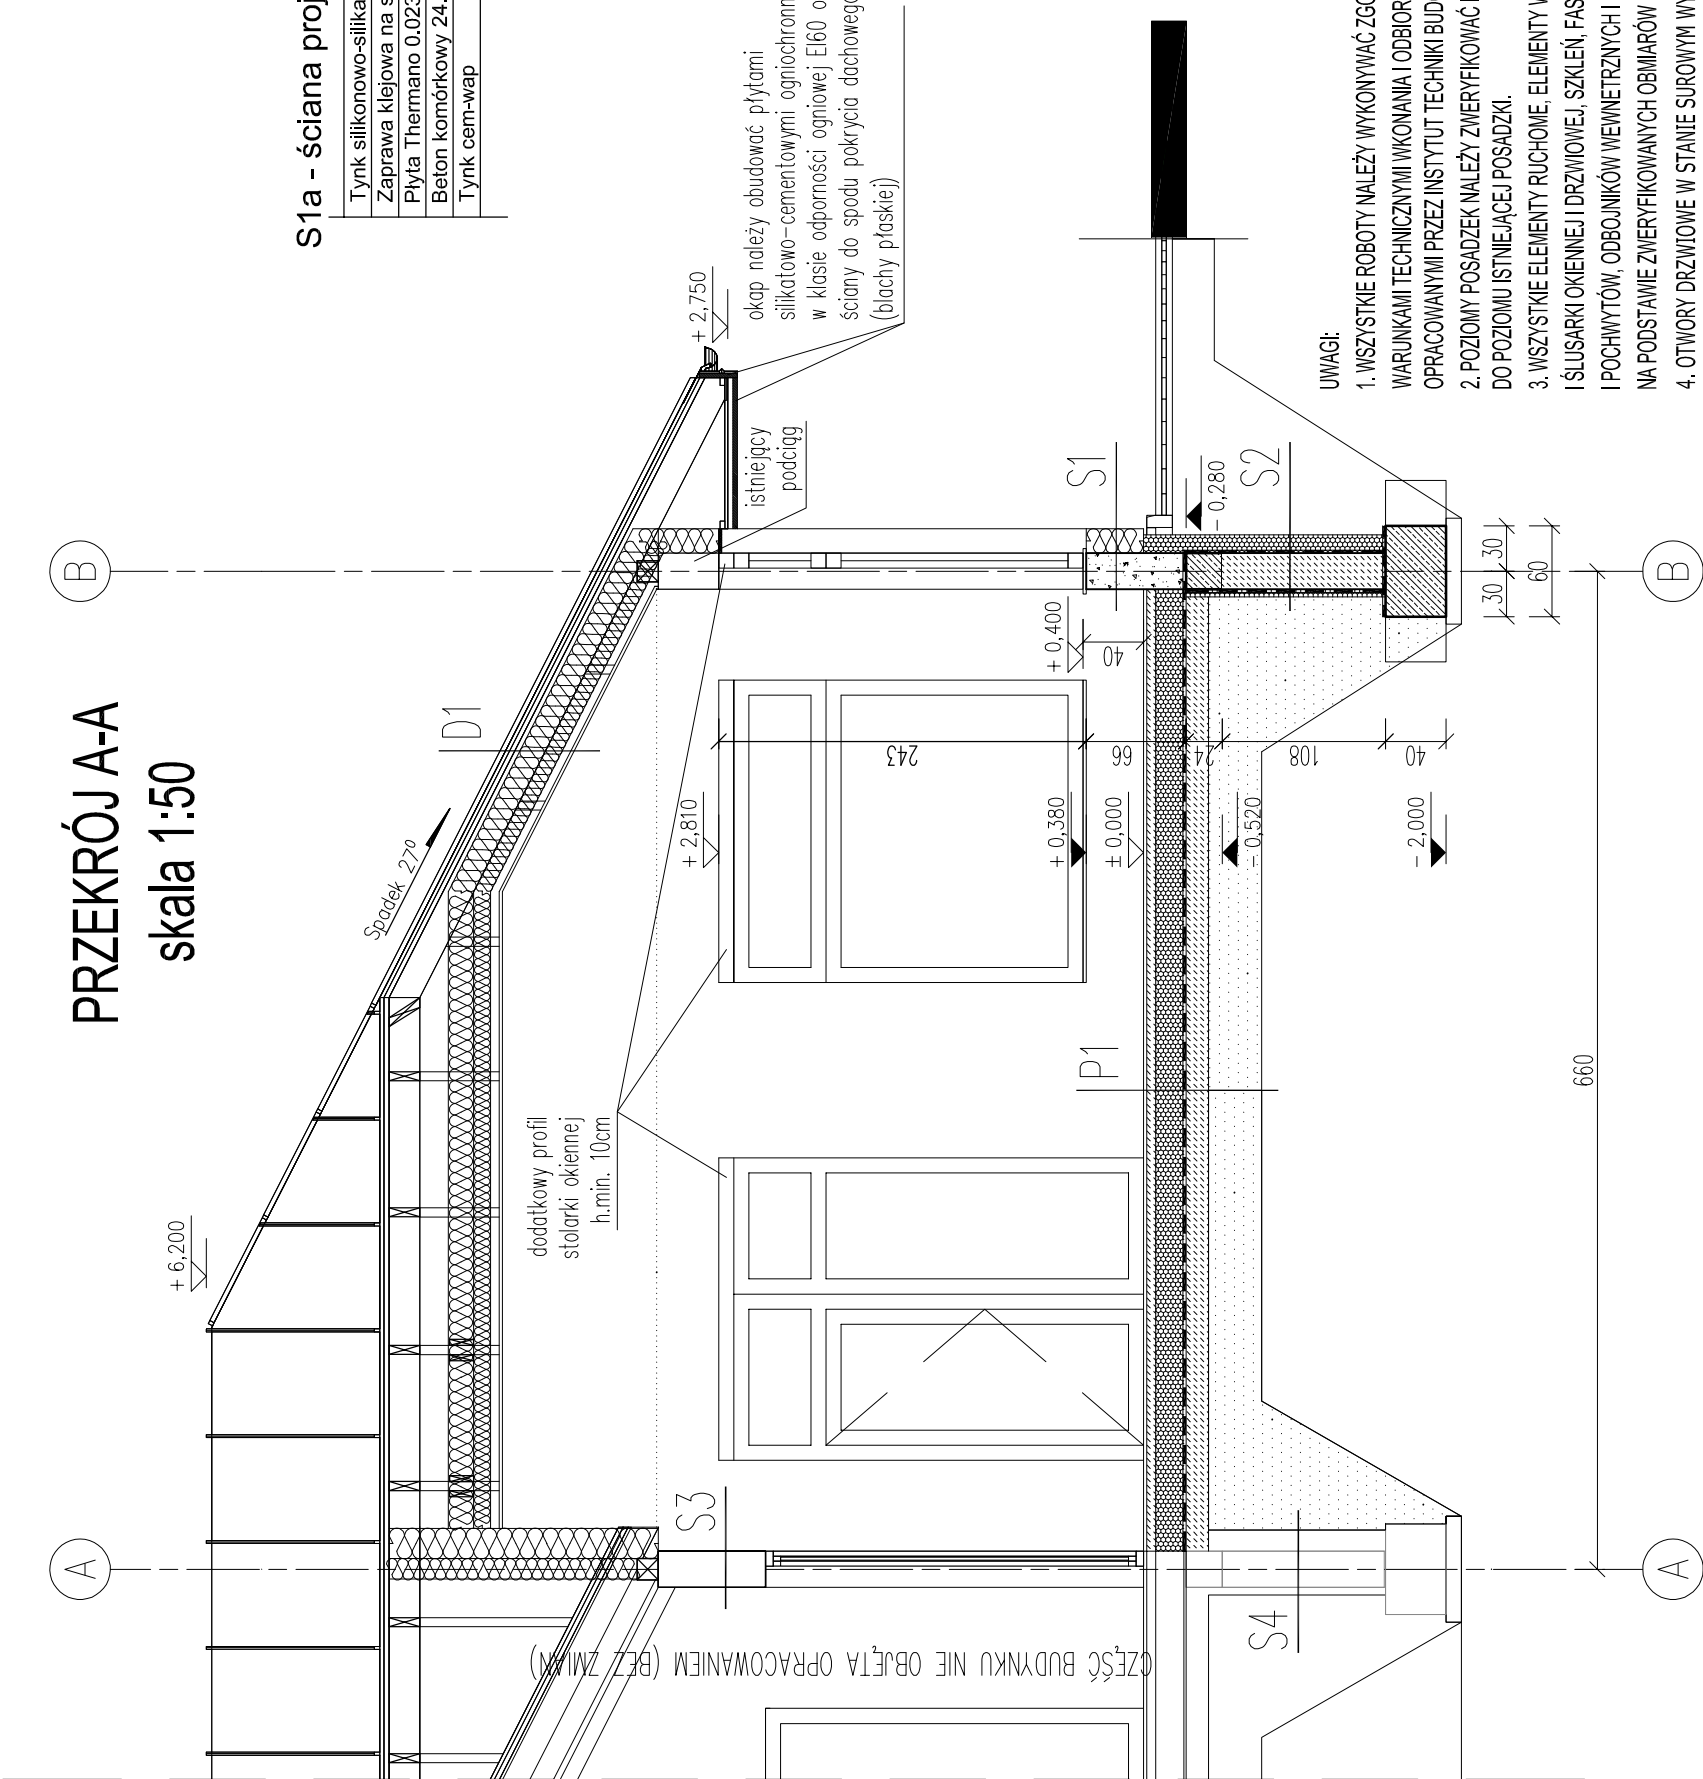 PRZEKRÓJ A-A
skala 1:50
S1a - ściana proj
Tynk silikonowo-silika
Zaprawa klejowa na s
Płyta Thermano 0.023
Beton komórkowy 24.
Tynk cem-wap
okap należy obudować płytami
silikatowo-cementowymi ogniochronn
w klasie odporności ogniowej EI60 o
ściany do spodu pokrycia dachowego
(blachy płaskiej)
+ 2,750
istniejący
podciąg
Spadek 27⁰
D1
+ 6,200
dodatkowy profil
stolarki okiennej
h.min. 10cm
+ 2,810
+ 0,380
± 0,000
- 0,520
- 2,000
+ 0,400
40
243
66
24
108
40
S1
S2
- 0,280
30
30
60
660
P1
S3
S4
CZĘŚĆ BUDYNKU NIE OBJĘTA OPRACOWANIEM (BEZ ZMIAN)
A
B
A
B
UWAGI:
1. WSZYSTKIE ROBOTY NALEŻY WYKONYWAĆ ZGO
WARUNKAMI TECHNICZNYMI WKONANIA I ODBIOR
OPRACOWANYMI PRZEZ INSTYTUT TECHNIKI BUD
2. POZIOMY POSADZEK NALEŻY ZWERYFIKOWAĆ
DO POZIOMU ISTNIEJĄCEJ POSADZKI.
3. WSZYSTKIE ELEMENTY RUCHOME, ELEMENTY W
I ŚLUSARKI OKIENNEJ I DRZWIOWEJ, SZKLEŃ, FAS
I POCHWYTÓW, ODBOJNIKÓW WEWNETRZNYCH I
NA PODSTAWIE ZWERYFIKOWANYCH OBMIARÓW
4. OTWORY DRZWIOWE W STANIE SUROWYM WY